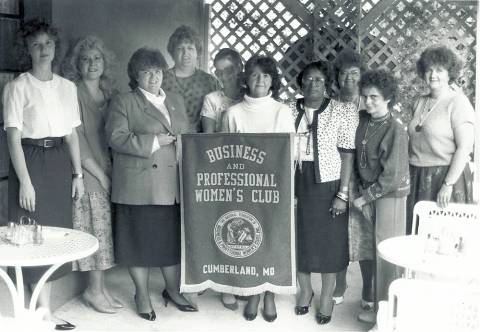 BUSINESS
AND
PROFESSIONAL
WOMEN'S CLUB
CUMBERLAND, MD